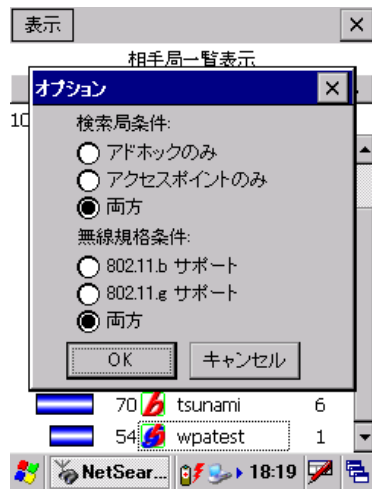 表示
相手局一覧表示
オプション
10
検索局条件:
アドホックのみ
アクセスポイントのみ
両方
無線規格条件:
802.11.b サポート
802.11.g サポート
両方
OK キャンセル
70 b tsunami 6
54 g wpatest 1
NetSear... 18:19